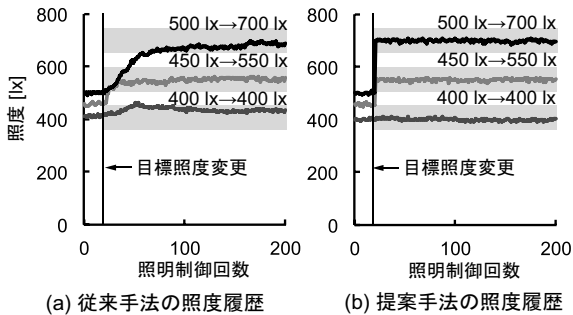 800
600
400
200
0
照度 [lx]
500 lx→700 lx
450 lx→550 lx
400 lx→400 lx
目標照度変更
0
100
200
照明制御回数
(a) 従来手法の照度履歴
800
600
400
200
0
500 lx→700 lx
450 lx→550 lx
400 lx→400 lx
目標照度変更
0
100
200
照明制御回数
(b) 提案手法の照度履歴